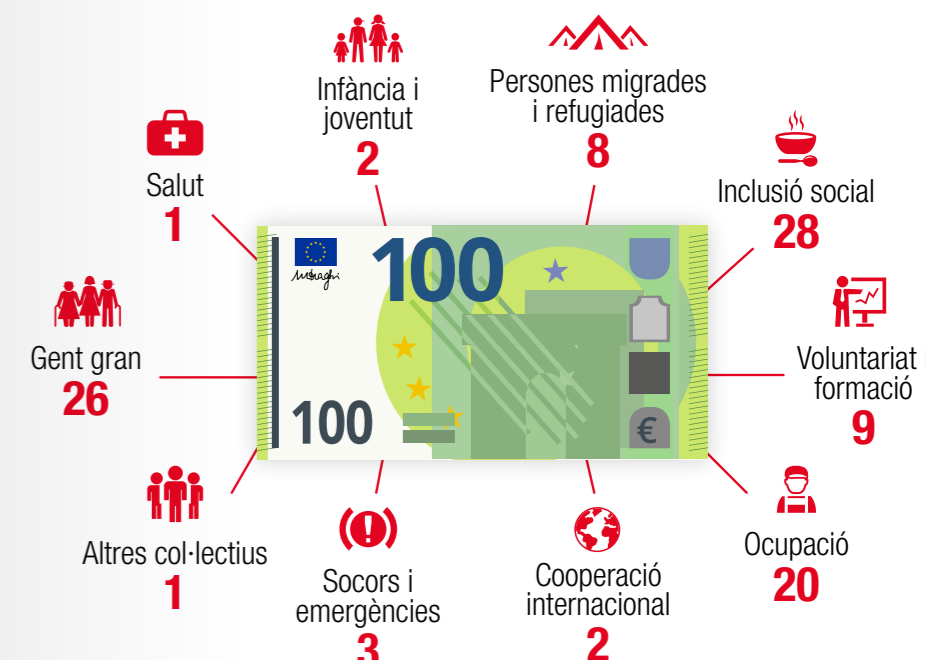 Infància i
joventut
2
Persones migrades
i refugiades
8
Salut
1
Inclusió social
28
Gent gran
26
Voluntariat i
formació
9
Altres col·lectius
1
Socors i
emergències
3
Cooperació
internacional
2
Ocupació
20
100
100
€